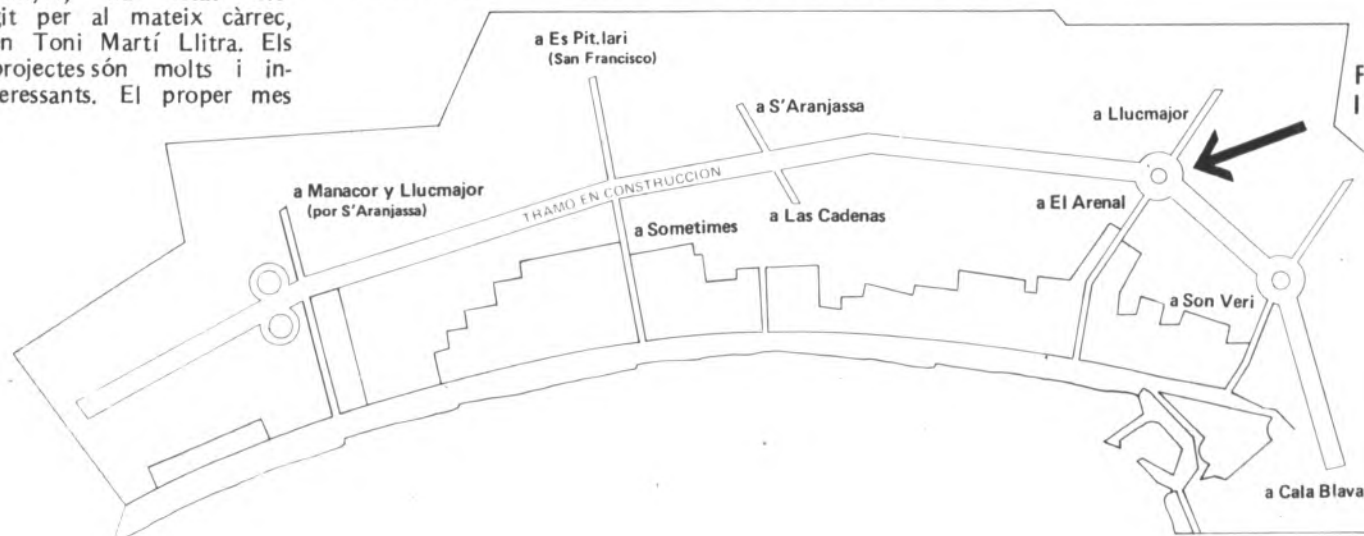 git per al mateix càrrec,
n Toni Martí Llitra. Els
projectes són molts i in-
eressants. El proper mes
a Es Pit.lari
(San Francisco)
a S'Aranjassa
a Llucmajor
a Manacor y Llucmajor
(por S'Aranjassa)
TRAMO EN CONSTRUCCION
a Sometimes
a Las Cadenas
a El Arenal
a Son Veri
a Cala Blava